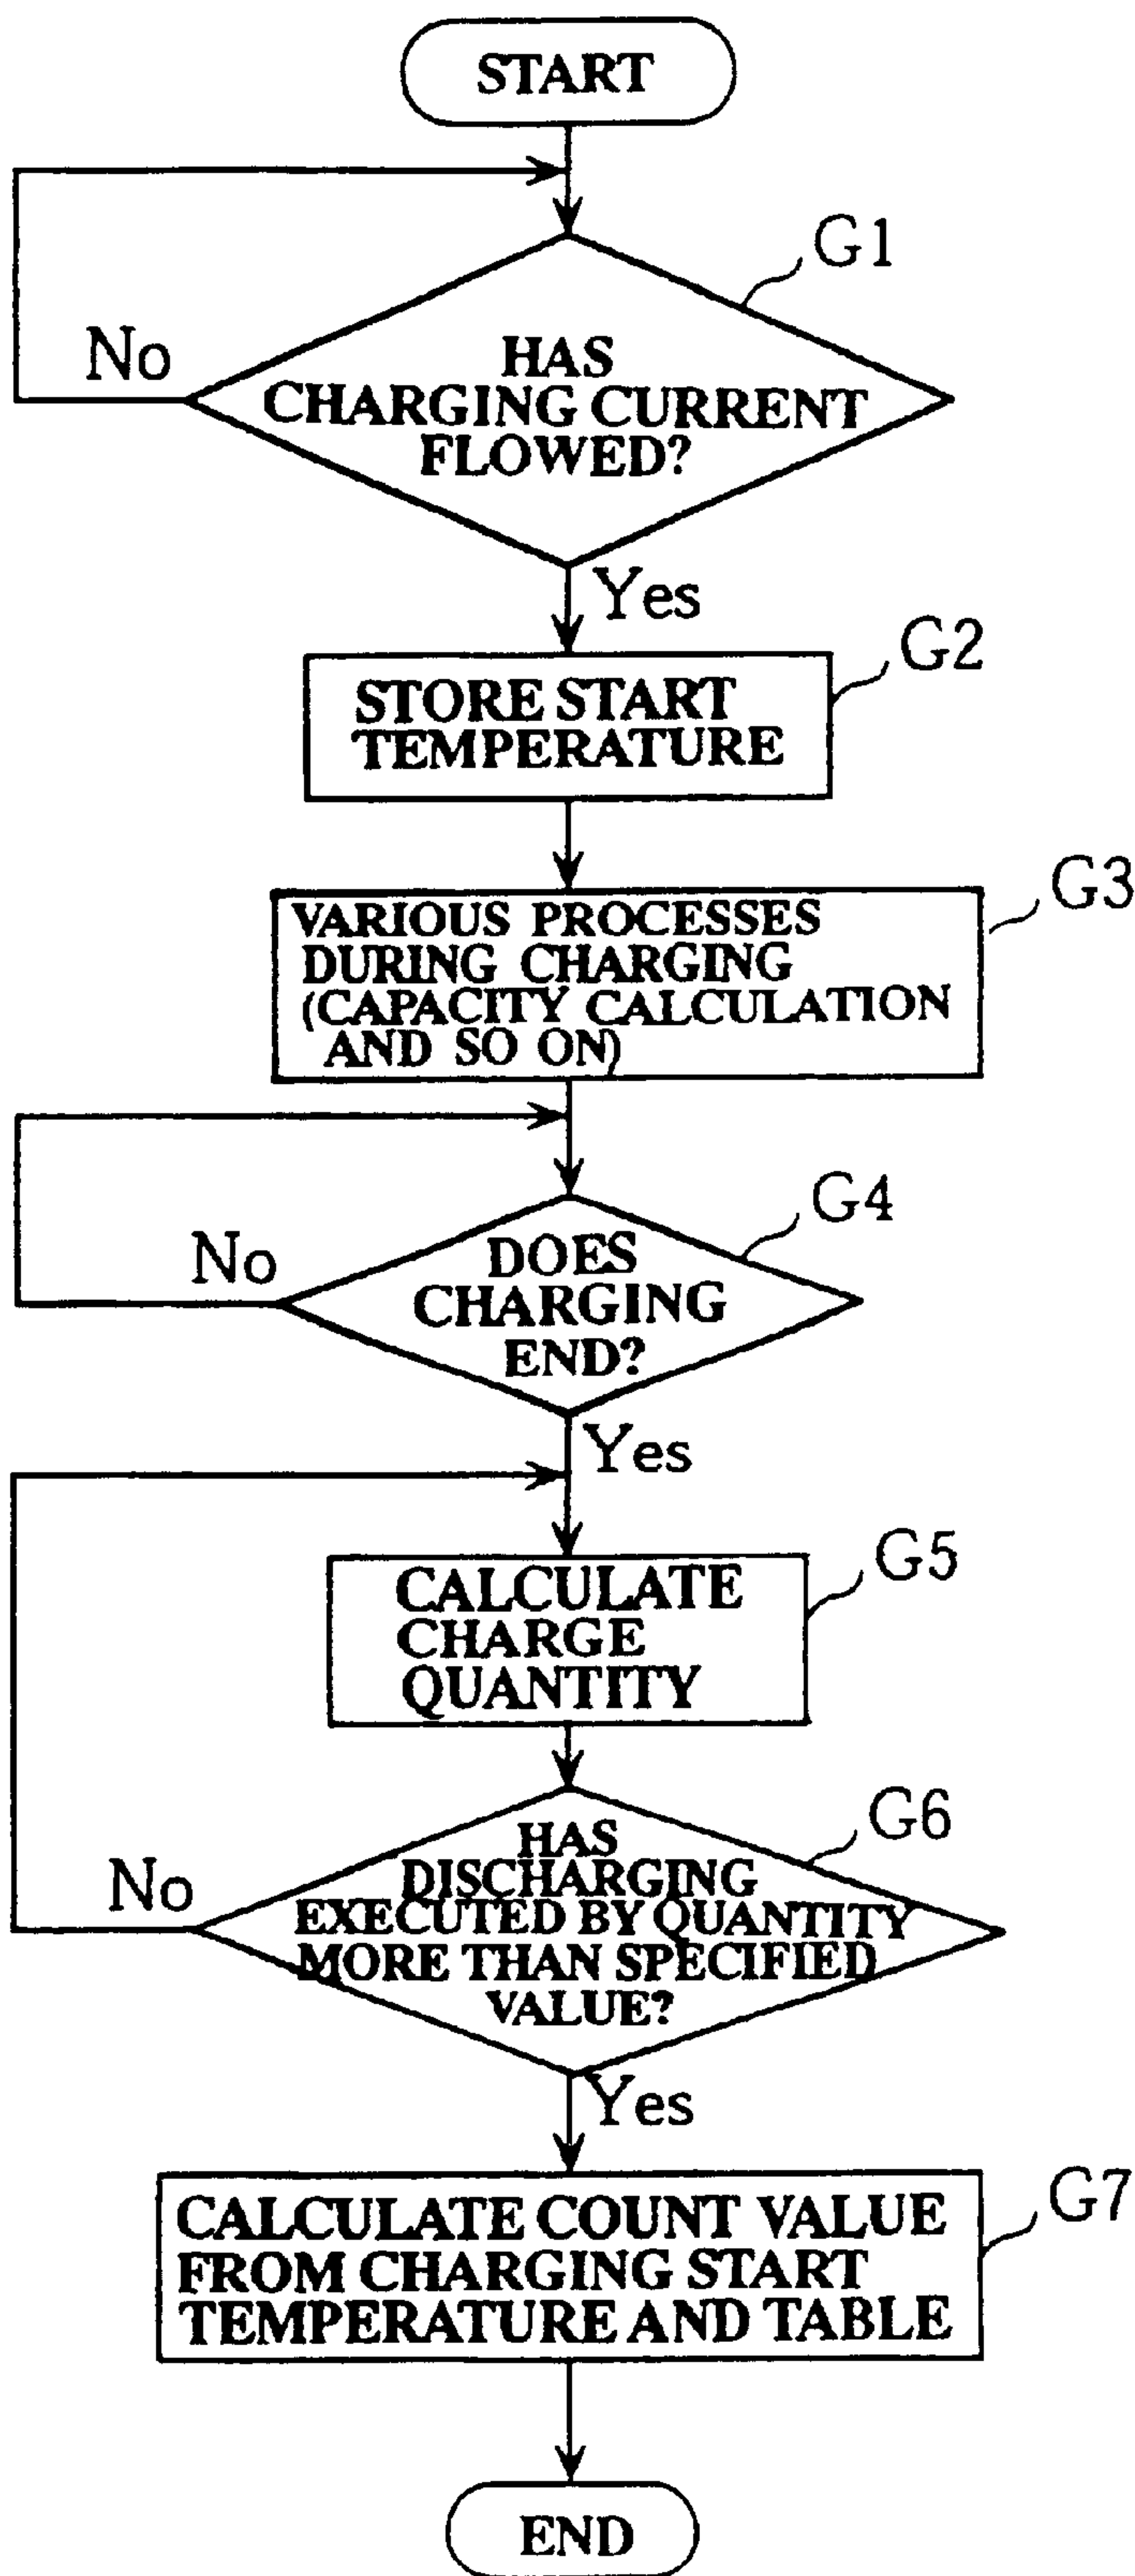 START
G1
No
HAS
CHARGING CURRENT
FLOWED?
Yes
G2
STORE START
TEMPERATURE
G3
VARIOUS PROCESSES
DURING CHARGING
(CAPACITY CALCULATION
AND SO ON)
G4
No
DOES
CHARGING
END?
Yes
G5
CALCULATE
CHARGE
QUANTITY
G6
No
HAS
DISCHARGING
EXECUTED BY QUANTITY
MORE THAN SPECIFIED
VALUE?
Yes
G7
CALCULATE COUNT VALUE
FROM CHARGING START
TEMPERATURE AND TABLE
END